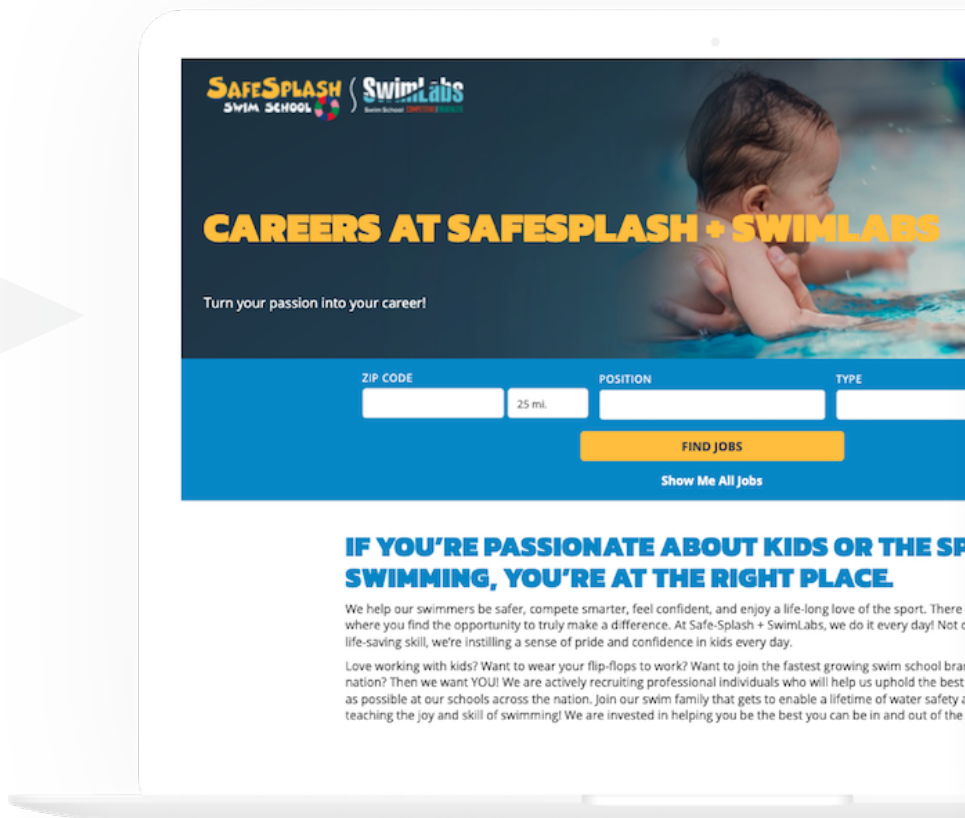 SAFESPLASH
SWIM SCHOOL
SwimLabs
Swim School
CAREERS AT SAFESPLASH + SWIMLABS
Turn your passion into your career!
ZIP CODE
POSITION
TYPE
25 mi.
FIND JOBS
Show Me All Jobs
IF YOU'RE PASSIONATE ABOUT KIDS OR THE SP
SWIMMING, YOU'RE AT THE RIGHT PLACE.
We help our swimmers be safer, compete smarter, feel confident, and enjoy a life-long love of the sport. There
where you find the opportunity to truly make a difference. At Safe-Splash + SwimLabs, we do it every day! Not
life-saving skill, we're instilling a sense of pride and confidence in kids every day.
Love working with kids? Want to wear your flip-flops to work? Want to join the fastest growing swim school bran
nation? Then we want YOU! We are actively recruiting professional individuals who will help us uphold the best
as possible at our schools across the nation. Join our swim family that gets to enable a lifetime of water safety
teaching the joy and skill of swimming! We are invested in helping you be the best you can be in and out of the